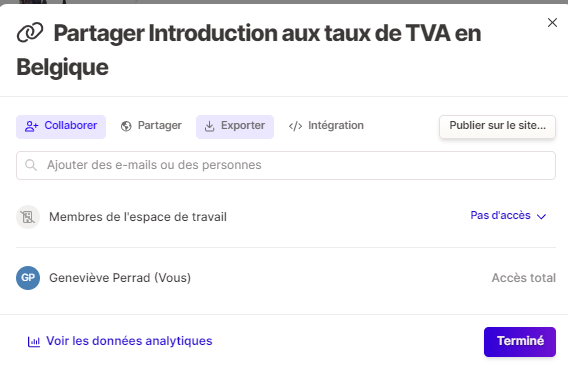 Partager Introduction aux taux de TVA en
Belgique
Collaborer
Partager
Exporter
</> Intégration
Publier sur le site...
Ajouter des e-mails ou des personnes
Membres de l'espace de travail
Pas d'accès
GP
Geneviève Perrad (Vous)
Accès total
Voir les données analytiques
Terminé